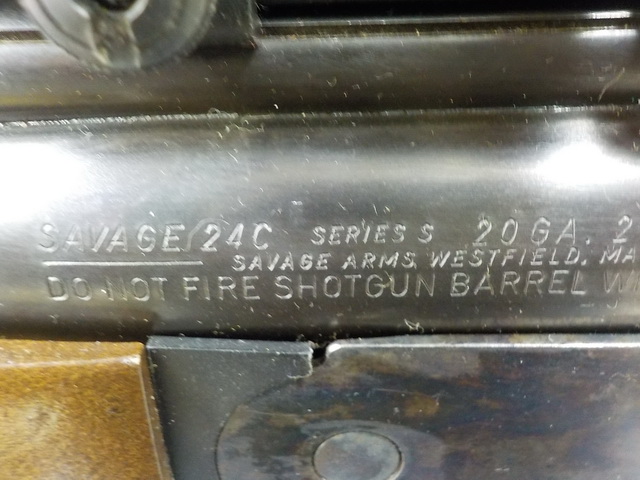 SAVAGE/24C SERIES S 20 GA. 2
SAVAGE ARMS, WESTFIELD, MA
DO NOT FIRE SHOTGUN BARREL W